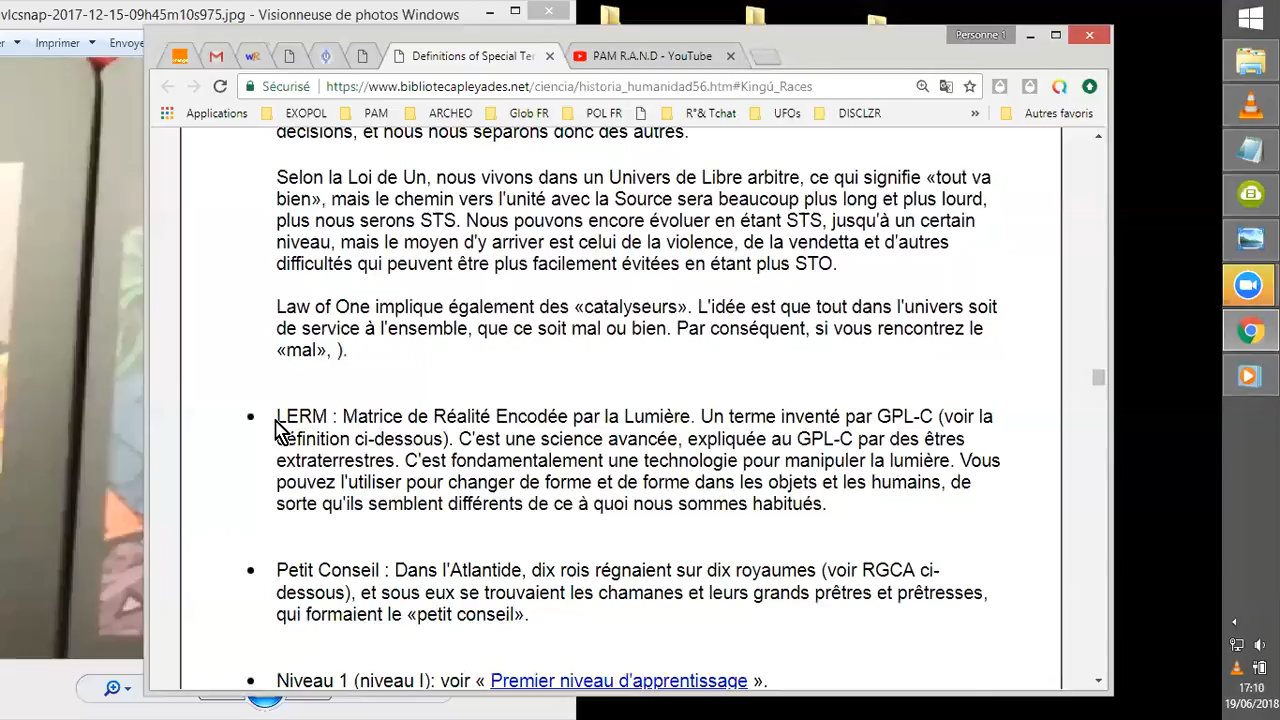 vlcsnap-2017-12-15-09h45m10s975.jpg - Visionneuse de photos Windows
Imprimer
Personne 1
Definitions of Special Ter
PAM R.A.N.D - YouTube
Sécurisé
https://www.bibliotecapleyades.net/ciencia/historia_humanidad56.htm#Kingú_Races
Applications
EXOPOL
PAM
ARCHEO
Glob FR
POL FR
R°& Tchat
UFOs
DISCLZR
»
Autres favoris
décisions, et nous nous séparons donc des autres.
Selon la Loi de Un, nous vivons dans un Univers de Libre arbitre, ce qui signifie «tout va
bien», mais le chemin vers l'unité avec la Source sera beaucoup plus long et plus lourd,
plus nous serons STS. Nous pouvons encore évoluer en étant STS, jusqu'à un certain
niveau, mais le moyen d'y arriver est celui de la violence, de la vendetta et d'autres
difficultés qui peuvent être plus facilement évitées en étant plus STO.
Law of One implique également des «catalyseurs». L'idée est que tout dans l'univers soit
de service à l'ensemble, que ce soit mal ou bien. Par conséquent, si vous rencontrez le
«mal», ).
• LERM : Matrice de Réalité Encodée par la Lumière. Un terme inventé par GPL-C (voir la
définition ci-dessous). C'est une science avancée, expliquée au GPL-C par des êtres
extraterrestres. C'est fondamentalement une technologie pour manipuler la lumière. Vous
pouvez l'utiliser pour changer de forme et de forme dans les objets et les humains, de
sorte qu'ils semblent différents de ce à quoi nous sommes habitués.
• Petit Conseil : Dans l'Atlantide, dix rois régnaient sur dix royaumes (voir RGCA ci-
dessous), et sous eux se trouvaient les chamanes et leurs grands prêtres et prêtresses,
qui formaient le «petit conseil».
• Niveau 1 (niveau I): voir « Premier niveau d'apprentissage ».
17:10
19/06/2018